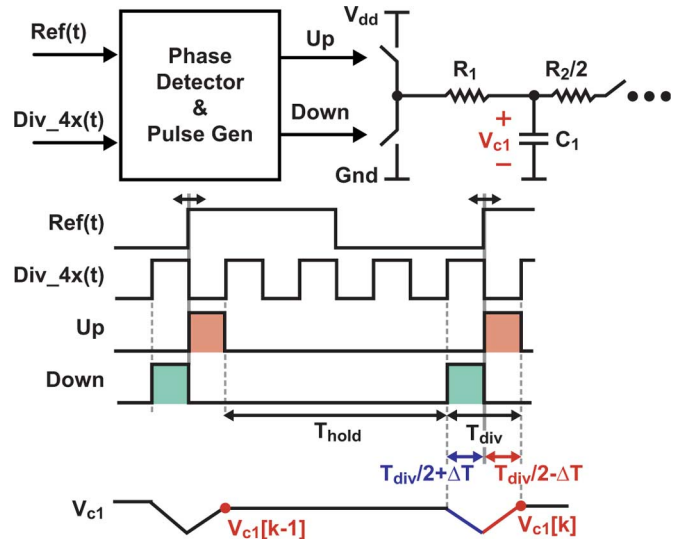 Ref(t)
Div_4x(t)
Phase
Detector
&
Pulse Gen
Up
Down
Vdd
Gnd
R1
R2/2
+
Vc1
–
C1
Ref(t)
Div_4x(t)
Up
Down
Thold
Tdiv
Tdiv/2+ΔT
Tdiv/2-ΔT
Vc1
Vc1[k-1]
Vc1[k]